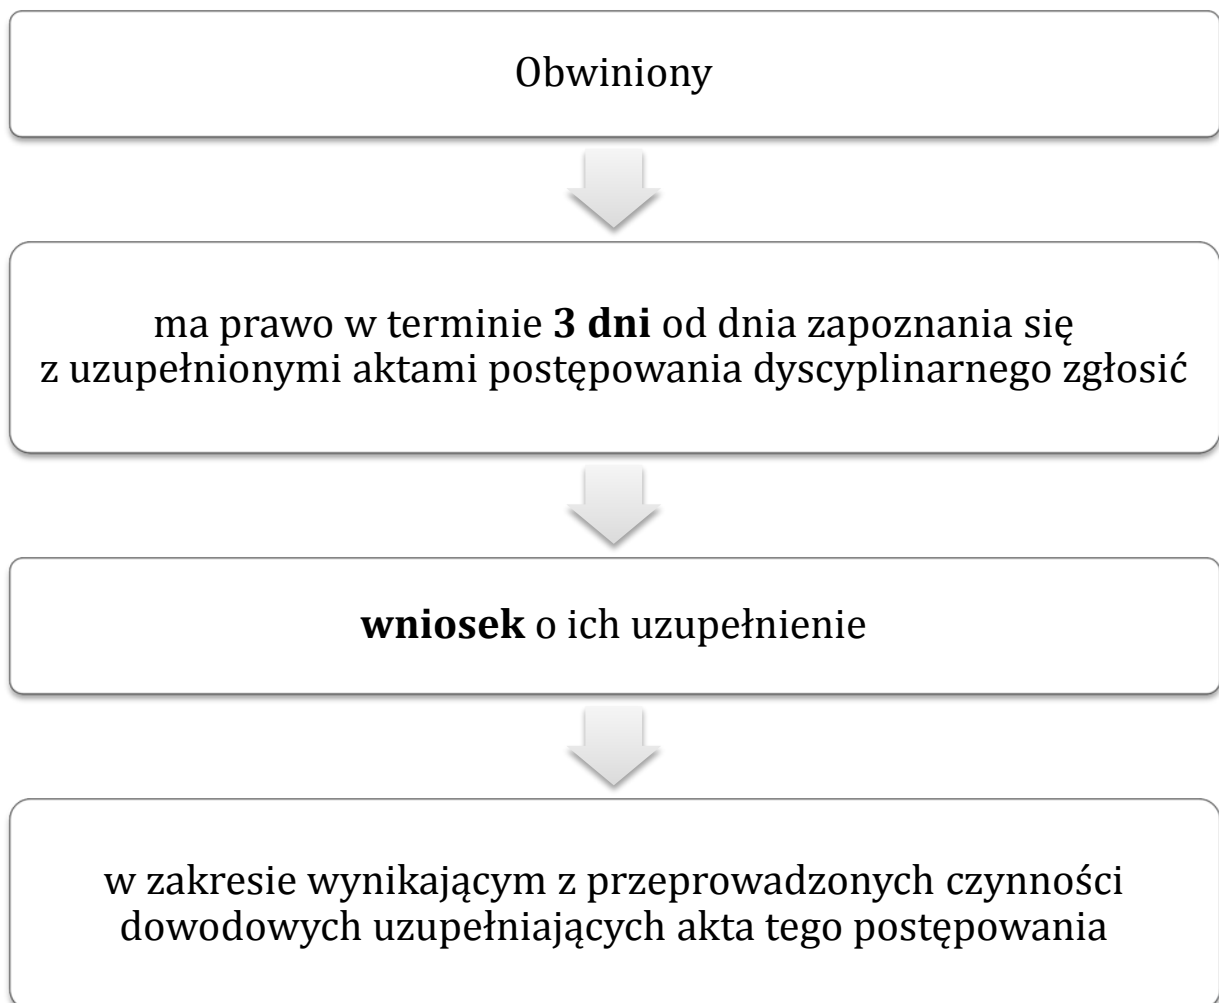 Obwiniony
ma prawo w terminie 3 dni od dnia zapoznania się
z uzupełnionymi aktami postępowania dyscyplinarnego zgłosić
wniosek o ich uzupełnienie
w zakresie wynikającym z przeprowadzonych czynności
dowodowych uzupełniających akta tego postępowania